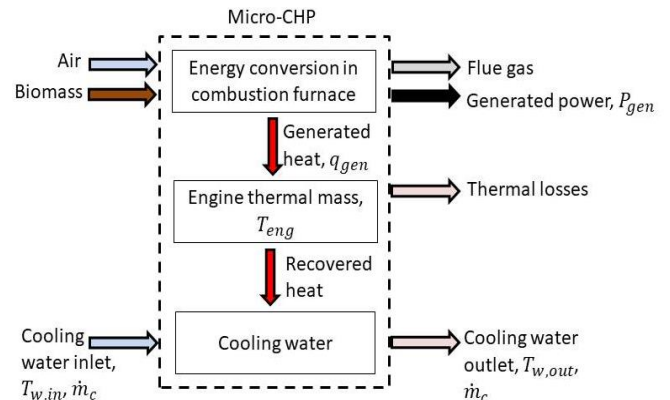 Micro-CHP
Air
Biomass
Energy conversion in
combustion furnace
Flue gas
Generated power, P_gen
Generated
heat, q_gen
Engine thermal mass,
T_eng
Thermal losses
Recovered
heat
Cooling
water inlet,
T_w.in, ṁ_c
Cooling water
Cooling water
outlet, T_w,out,
ṁ_c